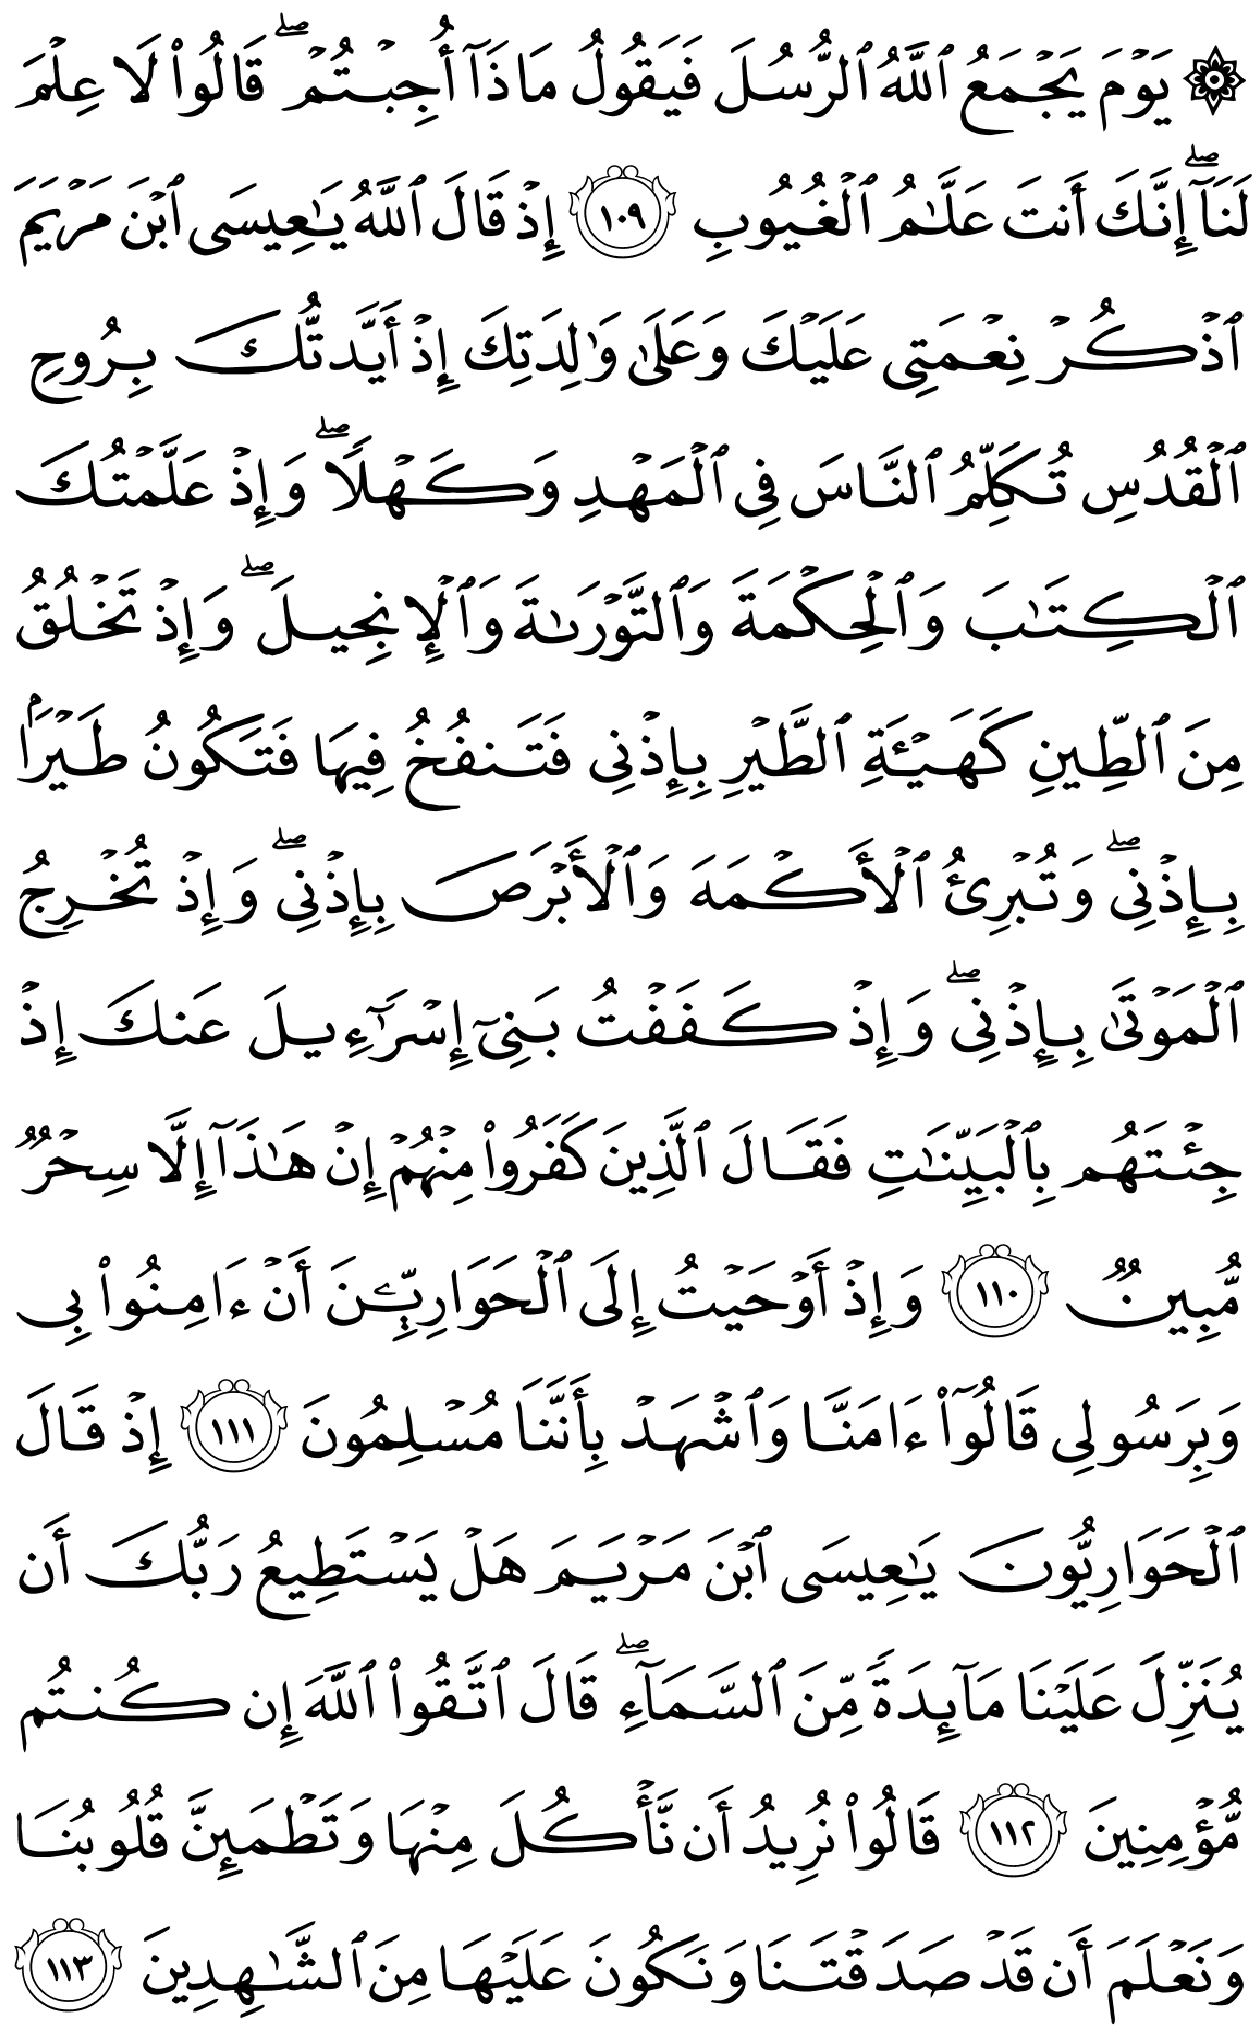 ۞ يَوْمَ يَجْمَعُ ٱللَّهُ ٱلرُّسُلَ فَيَقُولُ مَاذَآ أُجِبْتُمْ ۖ قَالُوا۟ لَا عِلْمَ
لَنَآ ۖ إِنَّكَ أَنتَ عَلَّـٰمُ ٱلْغُيُوبِ ١٠٩ إِذْ قَالَ ٱللَّهُ يَـٰعِيسَى ٱبْنَ مَرْيَمَ
ٱذْكُرْ نِعْمَتِى عَلَيْكَ وَعَلَىٰ وَٰلِدَتِكَ إِذْ أَيَّدتُّكَ بِرُوحِ
ٱلْقُدُسِ تُكَلِّمُ ٱلنَّاسَ فِى ٱلْمَهْدِ وَكَهْلًا ۖ وَإِذْ عَلَّمْتُكَ
ٱلْكِتَـٰبَ وَٱلْحِكْمَةَ وَٱلتَّوْرَىٰةَ وَٱلْإِنجِيلَ ۖ وَإِذْ تَخْلُقُ
مِنَ ٱلطِّينِ كَهَيْـَٔةِ ٱلطَّيْرِ بِإِذْنِى فَتَنفُخُ فِيهَا فَتَكُونُ طَيْرًۢا
بِإِذْنِى ۖ وَتُبْرِئُ ٱلْأَكْمَهَ وَٱلْأَبْرَصَ بِإِذْنِى ۖ وَإِذْ تُخْرِجُ
ٱلْمَوْتَىٰ بِإِذْنِى ۖ وَإِذْ كَفَفْتُ بَنِىٓ إِسْرَٰٓءِيلَ عَنكَ إِذْ
جِئْتَهُم بِٱلْبَيِّنَـٰتِ فَقَالَ ٱلَّذِينَ كَفَرُوا۟ مِنْهُمْ إِنْ هَـٰذَآ إِلَّا سِحْرٌ
مُّبِينٌ ١١٠ وَإِذْ أَوْحَيْتُ إِلَى ٱلْحَوَارِيِّـۧنَ أَنْ ءَامِنُوا۟ بِى
وَبِرَسُولِى قَالُوٓا۟ ءَامَنَّا وَٱشْهَدْ بِأَنَّنَا مُسْلِمُونَ ١١١ إِذْ قَالَ
ٱلْحَوَارِيُّونَ يَـٰعِيسَى ٱبْنَ مَرْيَمَ هَلْ يَسْتَطِيعُ رَبُّكَ أَن
يُنَزِّلَ عَلَيْنَا مَآئِدَةً مِّنَ ٱلسَّمَآءِ ۖ قَالَ ٱتَّقُوا۟ ٱللَّهَ إِن كُنتُم
مُّؤْمِنِينَ ١١٢ قَالُوا۟ نُرِيدُ أَن نَّأْكُلَ مِنْهَا وَتَطْمَئِنَّ قُلُوبُنَا
وَنَعْلَمَ أَن قَدْ صَدَقْتَنَا وَنَكُونَ عَلَيْهَا مِنَ ٱلشَّـٰهِدِينَ ١١٣